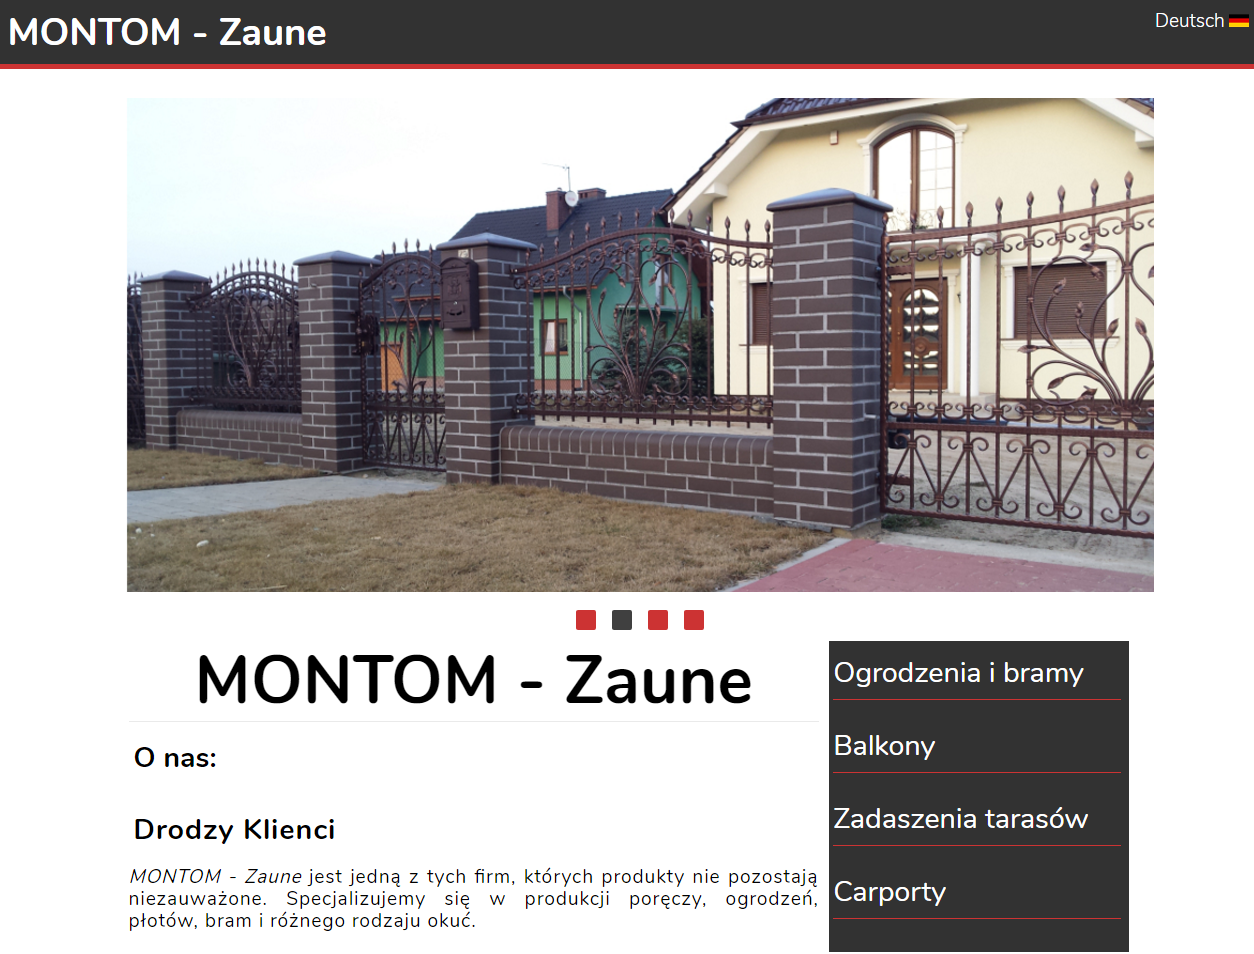 MONTOM - Zaune
Deutsch
MONTOM - Zaune
O nas:
Drodzy Klienci
MONTOM - Zaune jest jedną z tych firm, których produkty nie pozostają
niezauważone. Specjalizujemy się w produkcji poręczy, ogrodzeń,
płotów, bram i różnego rodzaju okuć.
Ogrodzenia i bramy
Balkony
Zadaszenia tarasów
Carporty